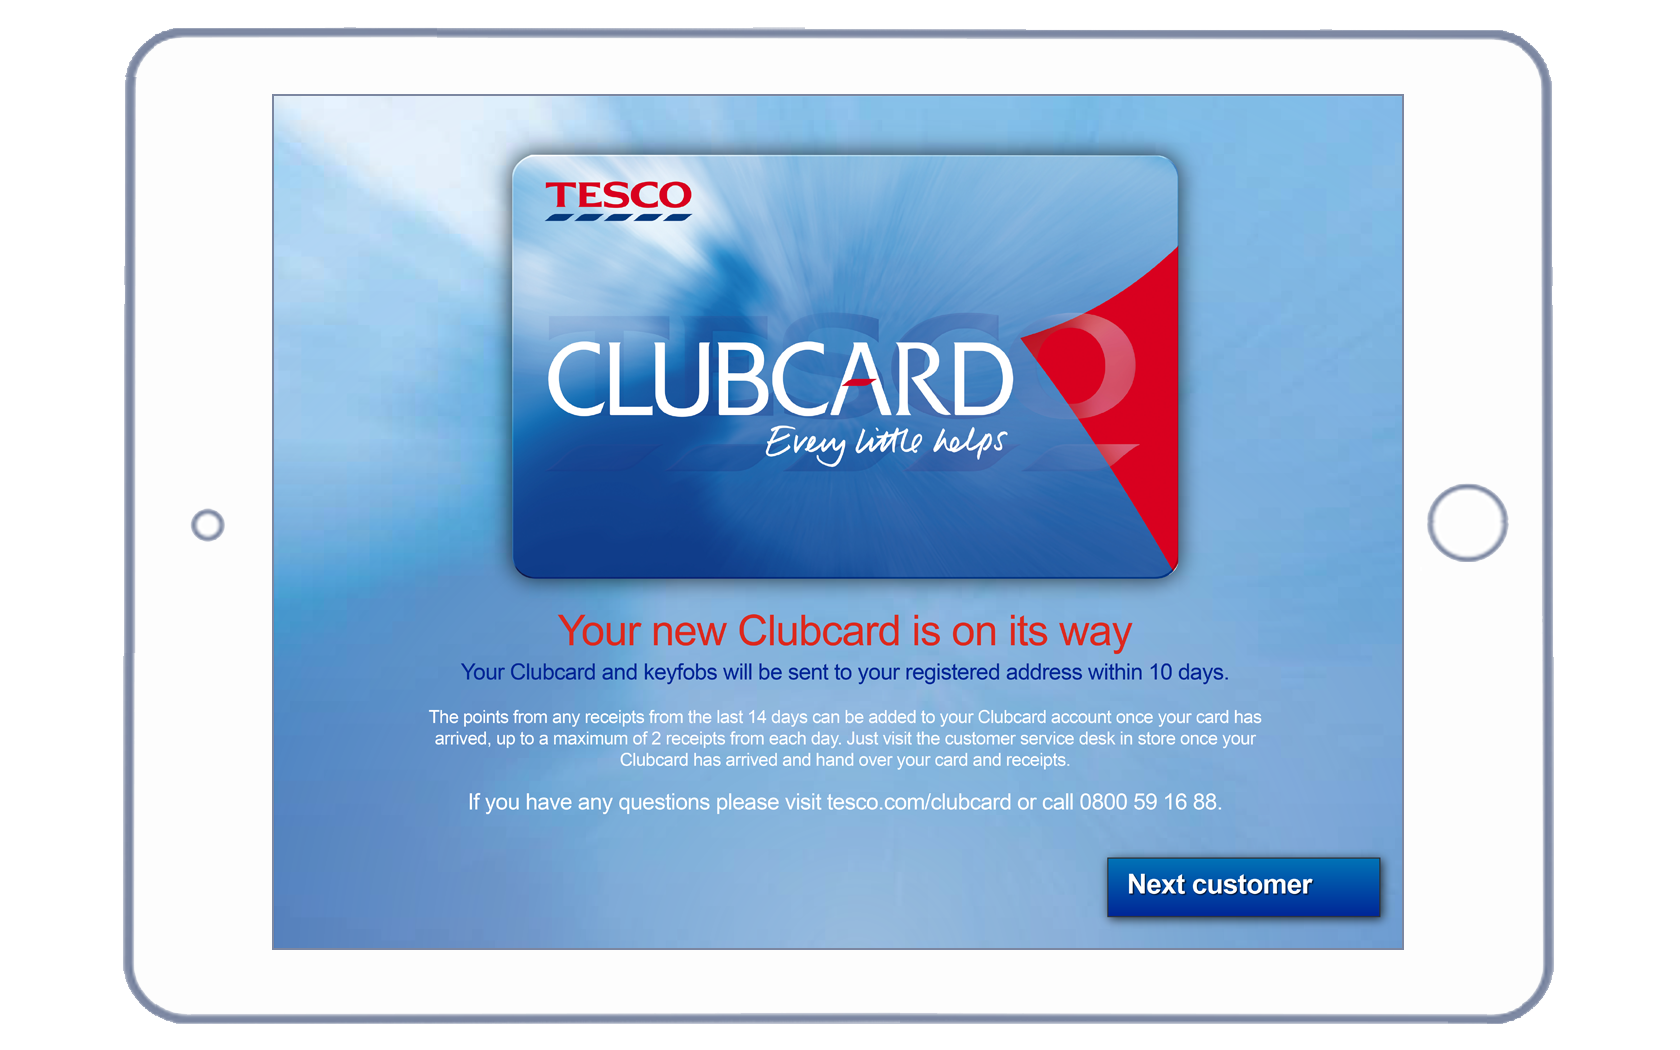 TESCO
TESCO
CLUBCARD
Every little helps
Your new Clubcard is on its way
Your Clubcard and keyfobs will be sent to your registered address within 10 days.
The points from any receipts from the last 14 days can be added to your Clubcard account once your card has
arrived, up to a maximum of 2 receipts from each day. Just visit the customer service desk in store once your
Clubcard has arrived and hand over your card and receipts.
If you have any questions please visit tesco.com/clubcard or call 0800 59 16 88.
Next customer